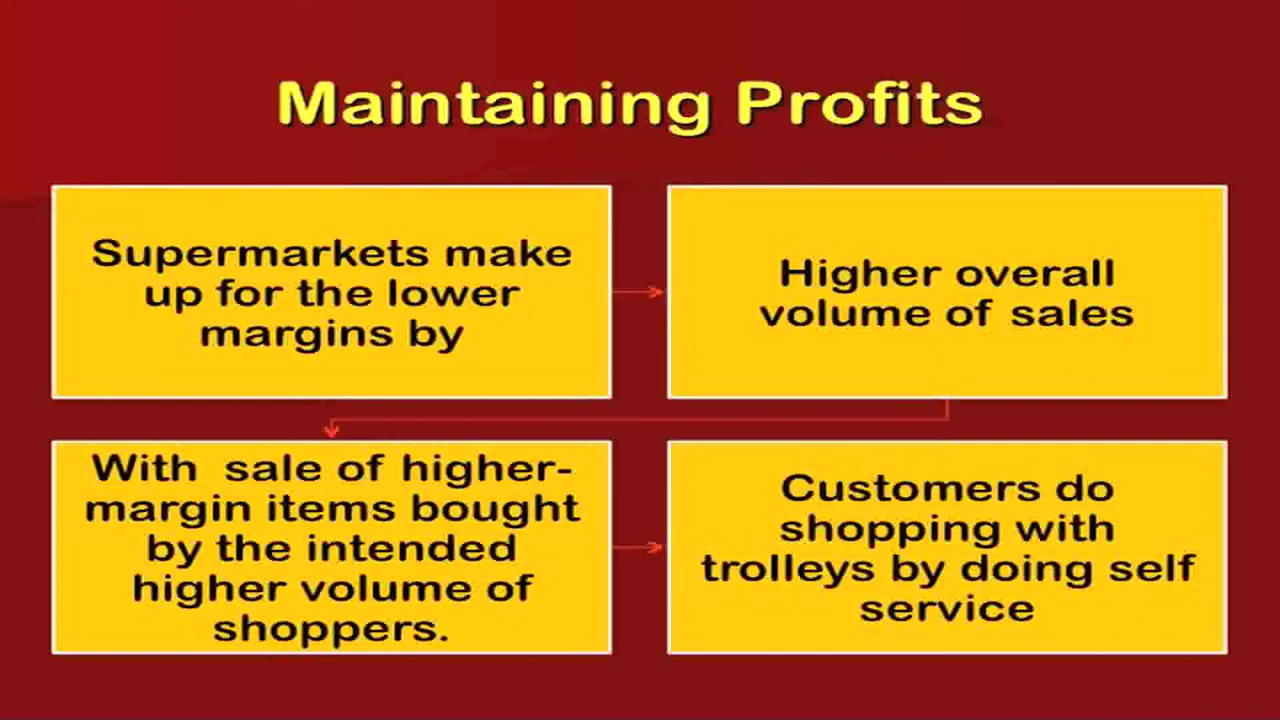 Maintaining Profits
Supermarkets make
up for the lower
margins by
Higher overall
volume of sales
With sale of higher-
margin items bought
by the intended
higher volume of
shoppers.
Customers do
shopping with
trolleys by doing self
service